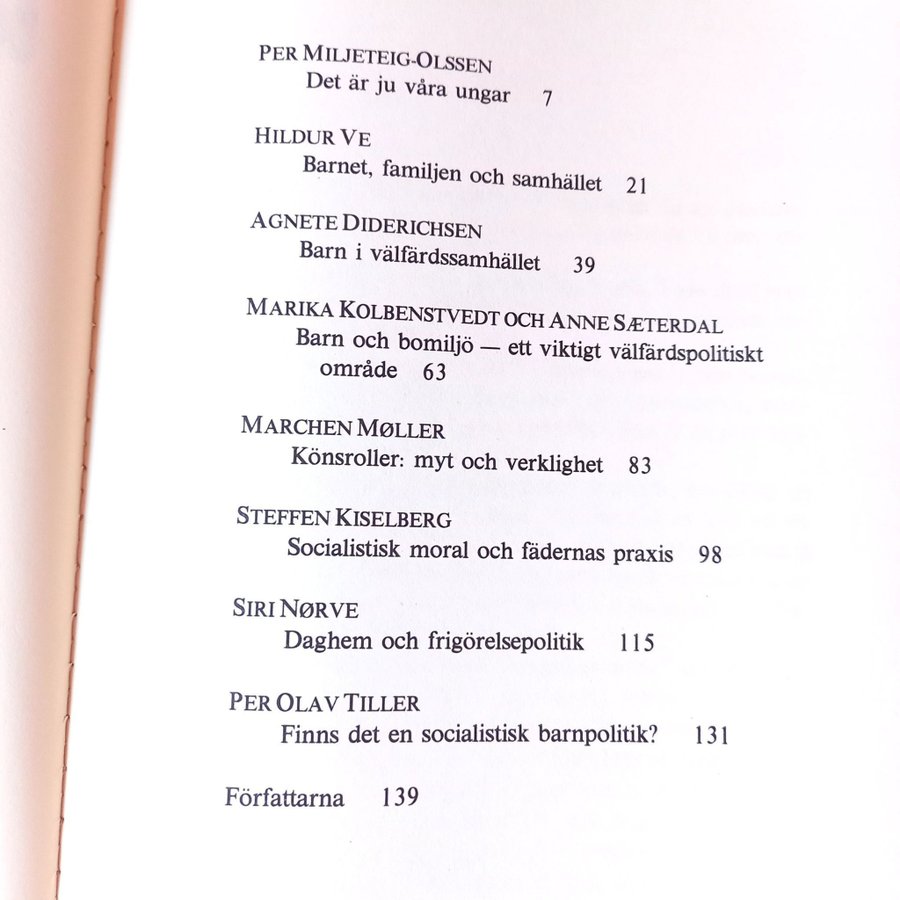 PER MILJETEIG-OLSSEN
Det är ju våra ungar 7
HILDUR VE
Barnet, familjen och samhället 21
AGNETE DIDERICHSEN
Barn i välfärdssamhället 39
MARIKA KOLBENSTVEDT OCH ANNE SÆTERDAL
Barn och bomiljö — ett viktigt välfärdspolitiskt
område 63
MARCHEN MØLLER
Könsroller: myt och verklighet 83
STEFFEN KISELBERG
Socialistisk moral och fädernas praxis 98
SIRI NØRVE
Daghem och frigörelsepolitik 115
PER OLAV TILLER
Finns det en socialistisk barnpolitik? 131
Författarna 139